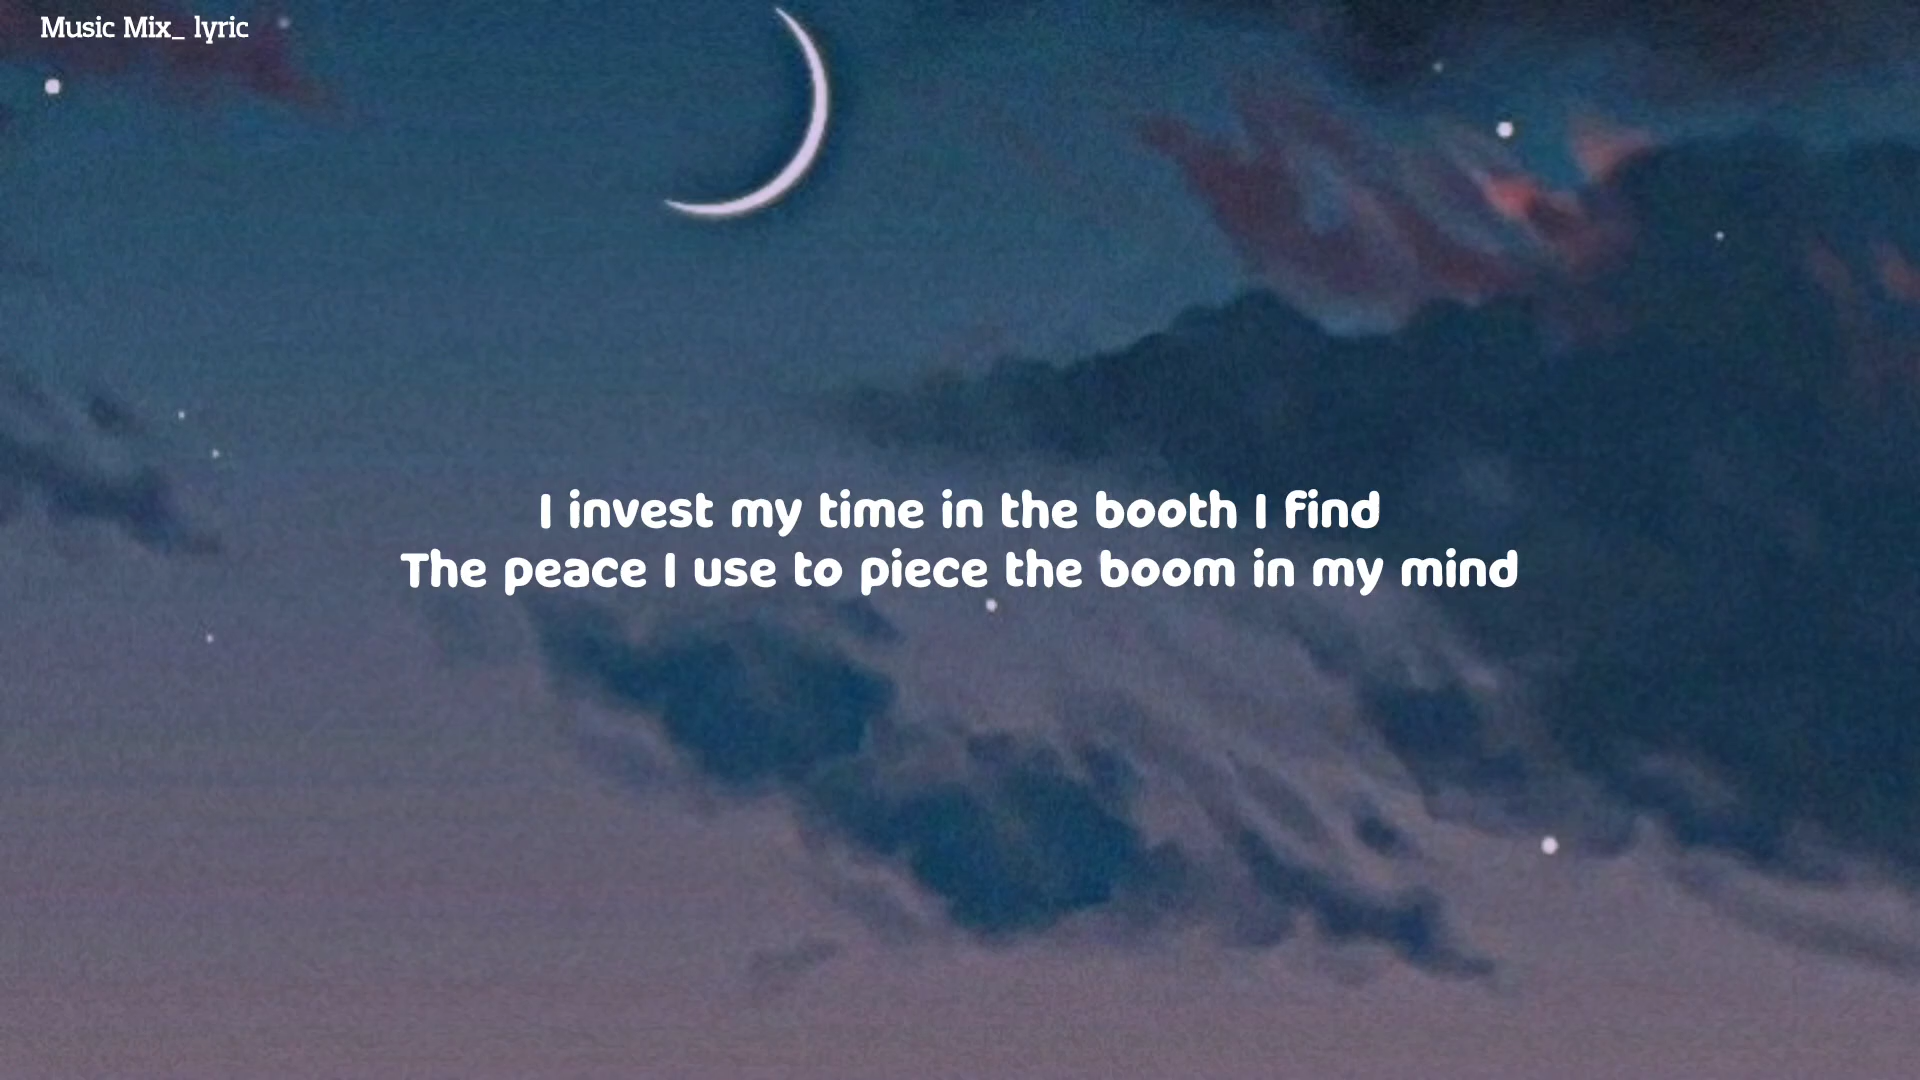 Music Mix_ lyric
I invest my time in the booth I find
The peace I use to piece the boom in my mind